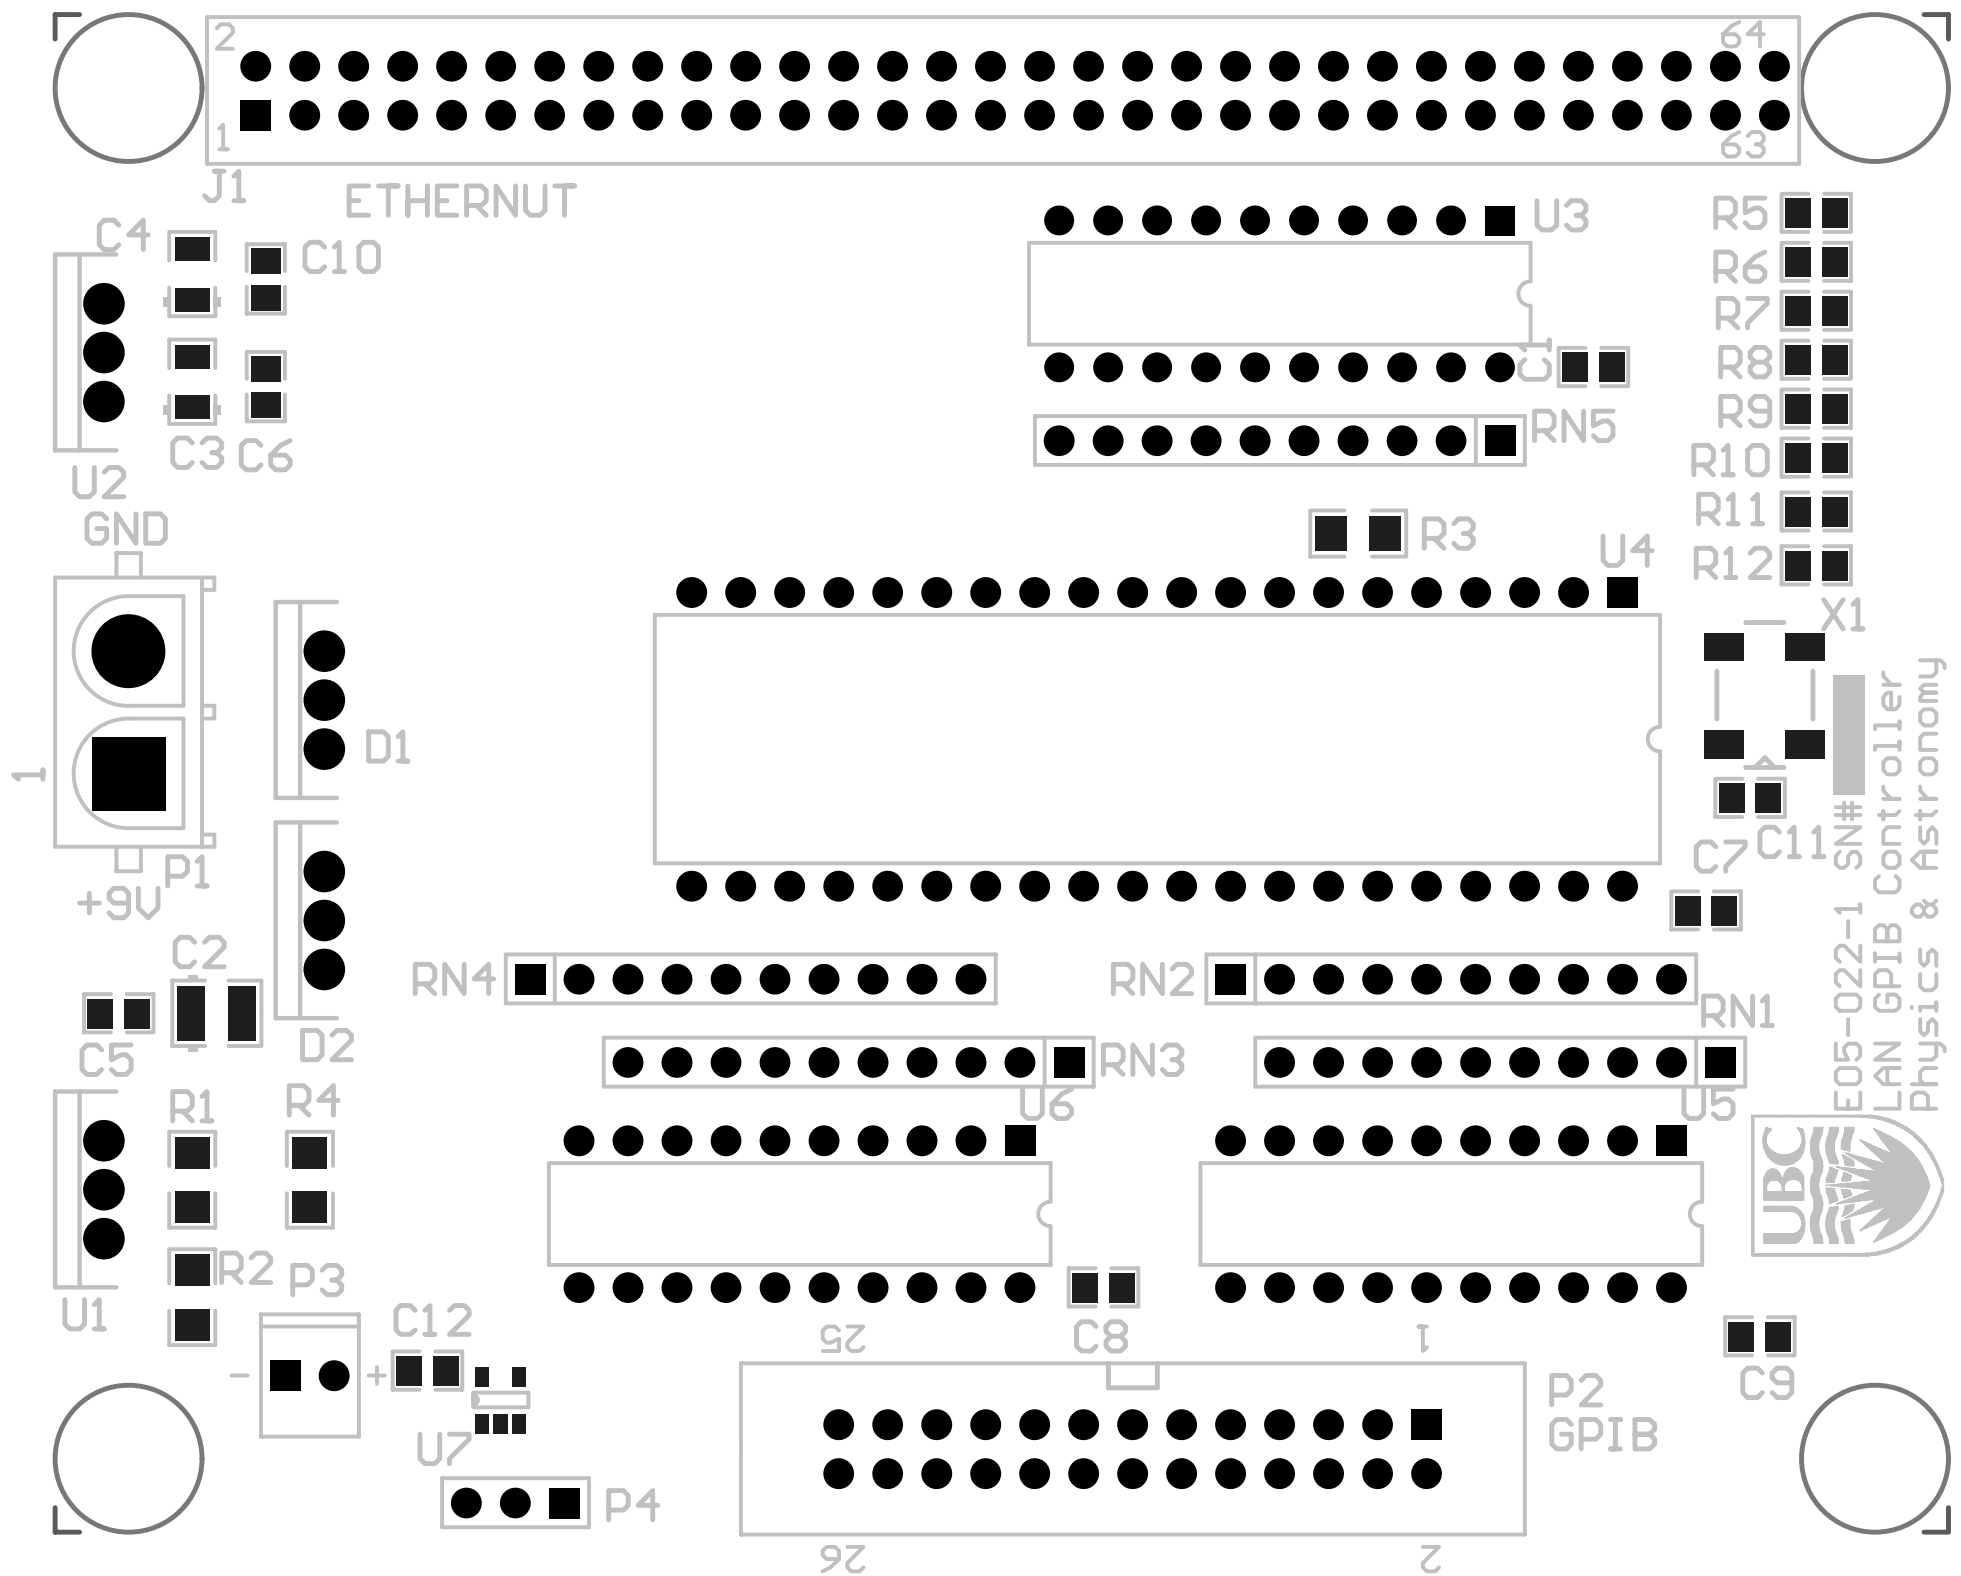 2
64
1
63
J1
ETHERNUT
U3
R5
C4
C10
R6
R7
C1
R8
R9
RN5
C3
C6
R10
U2
R11
GND
R3
U4
R12
X1
D1
1
C7
C11
P1
+9V
C2
RN4
RN2
RN1
D2
C5
RN3
R1
R4
U6
U5
E05-022-1 SN#
LAN GPIB Controller
Physics & Astronomy
UBC
R2
P3
U1
C12
25
C8
1
- +
C9
P2
GPIB
U7
P4
26
2